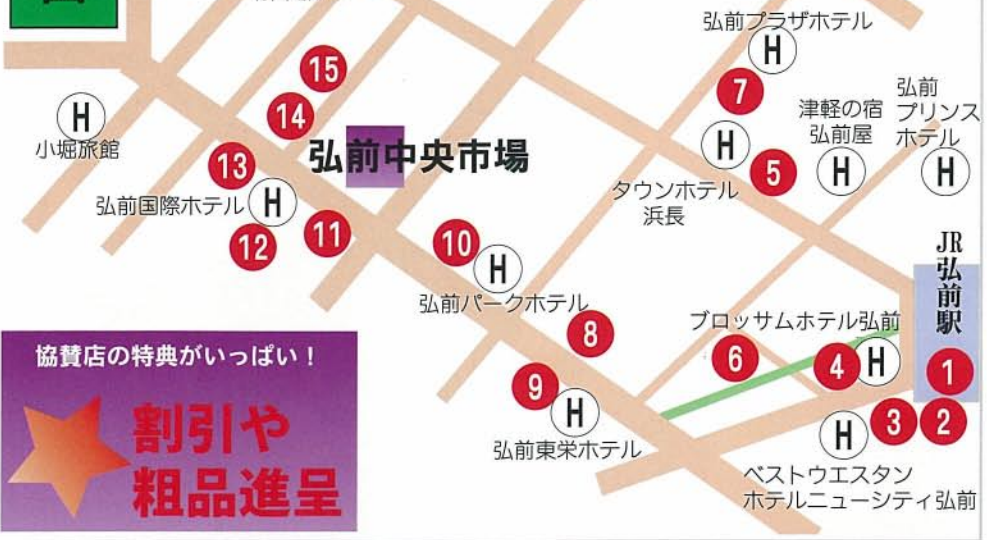 弘前プラザホテル
H
7
15
14
H
小堀旅館
弘前
プリンス
ホテル
H
津軽の宿
弘前屋
H
H
5
タウンホテル
浜長
弘前中央市場
13
弘前国際ホテル
H
12
11
10
H
弘前パークホテル
JR弘前駅
8
ブロッサムホテル弘前
6
4
H
1
9
H
弘前東栄ホテル
3
2
H
ベストウエスタン
ホテルニューシティ弘前
協賛店の特典がいっぱい！
割引や
粗品進呈